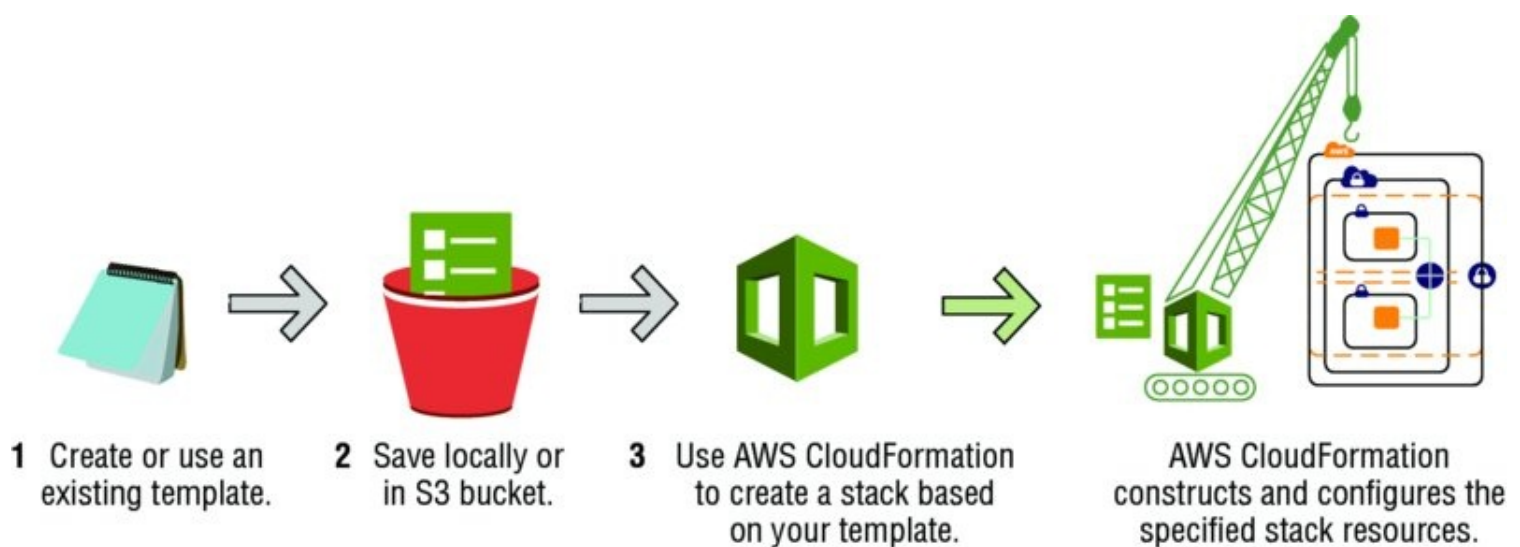 1 Create or use an
existing template.
2 Save locally or
in S3 bucket.
3 Use AWS CloudFormation
to create a stack based
on your template.
AWS CloudFormation
constructs and configures the
specified stack resources.